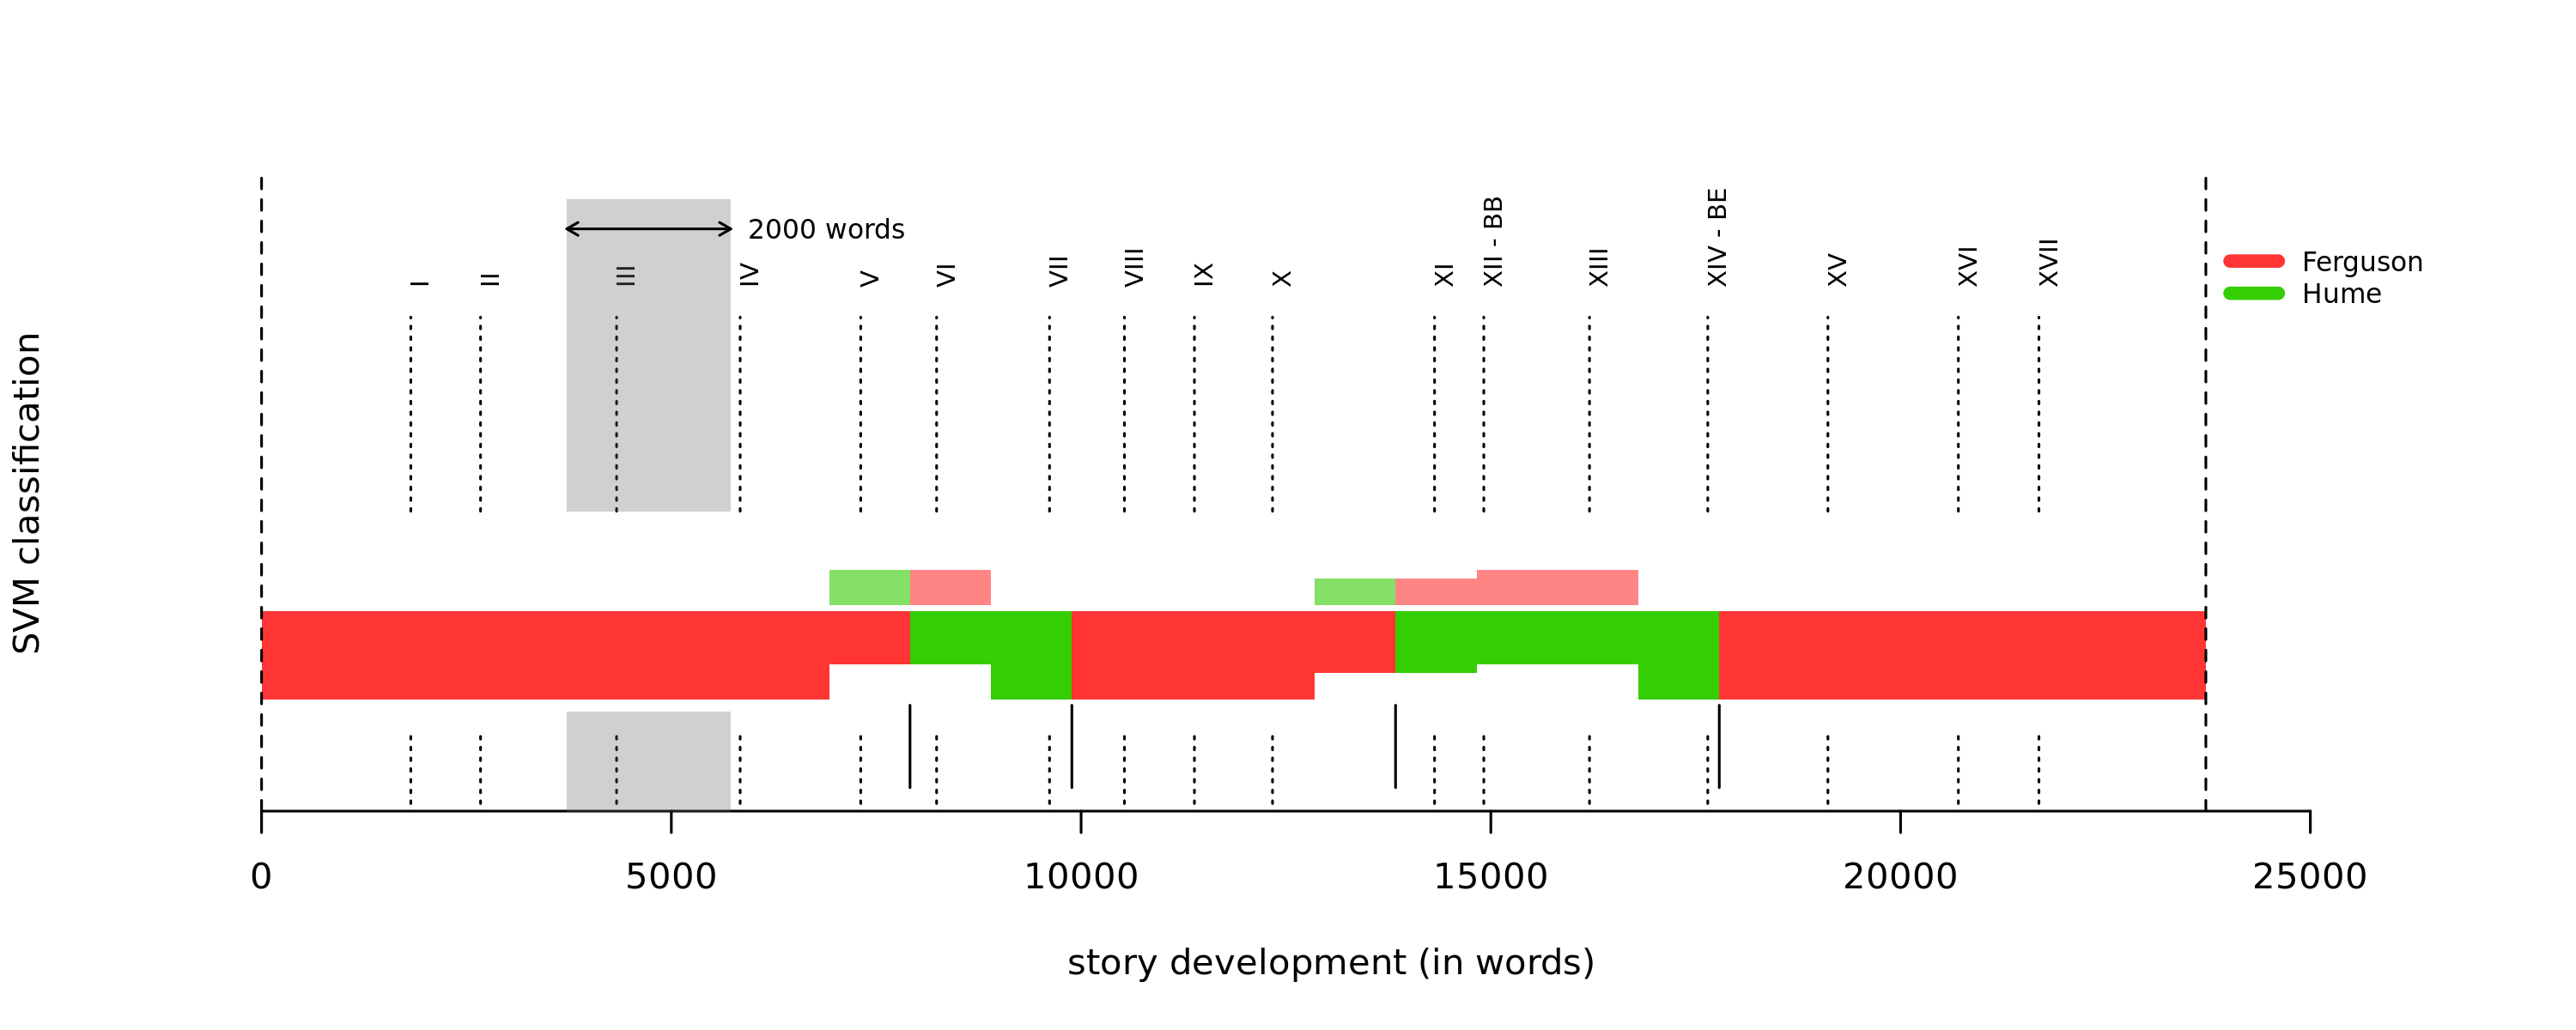 2000 words
I
II
III
IV
V
VI
VII
VIII
IX
X
XI
XII - BB
XIII
XIV - BE
XV
XVI
XVII
Ferguson
Hume
SVM classification
0
5000
10000
15000
20000
25000
story development (in words)